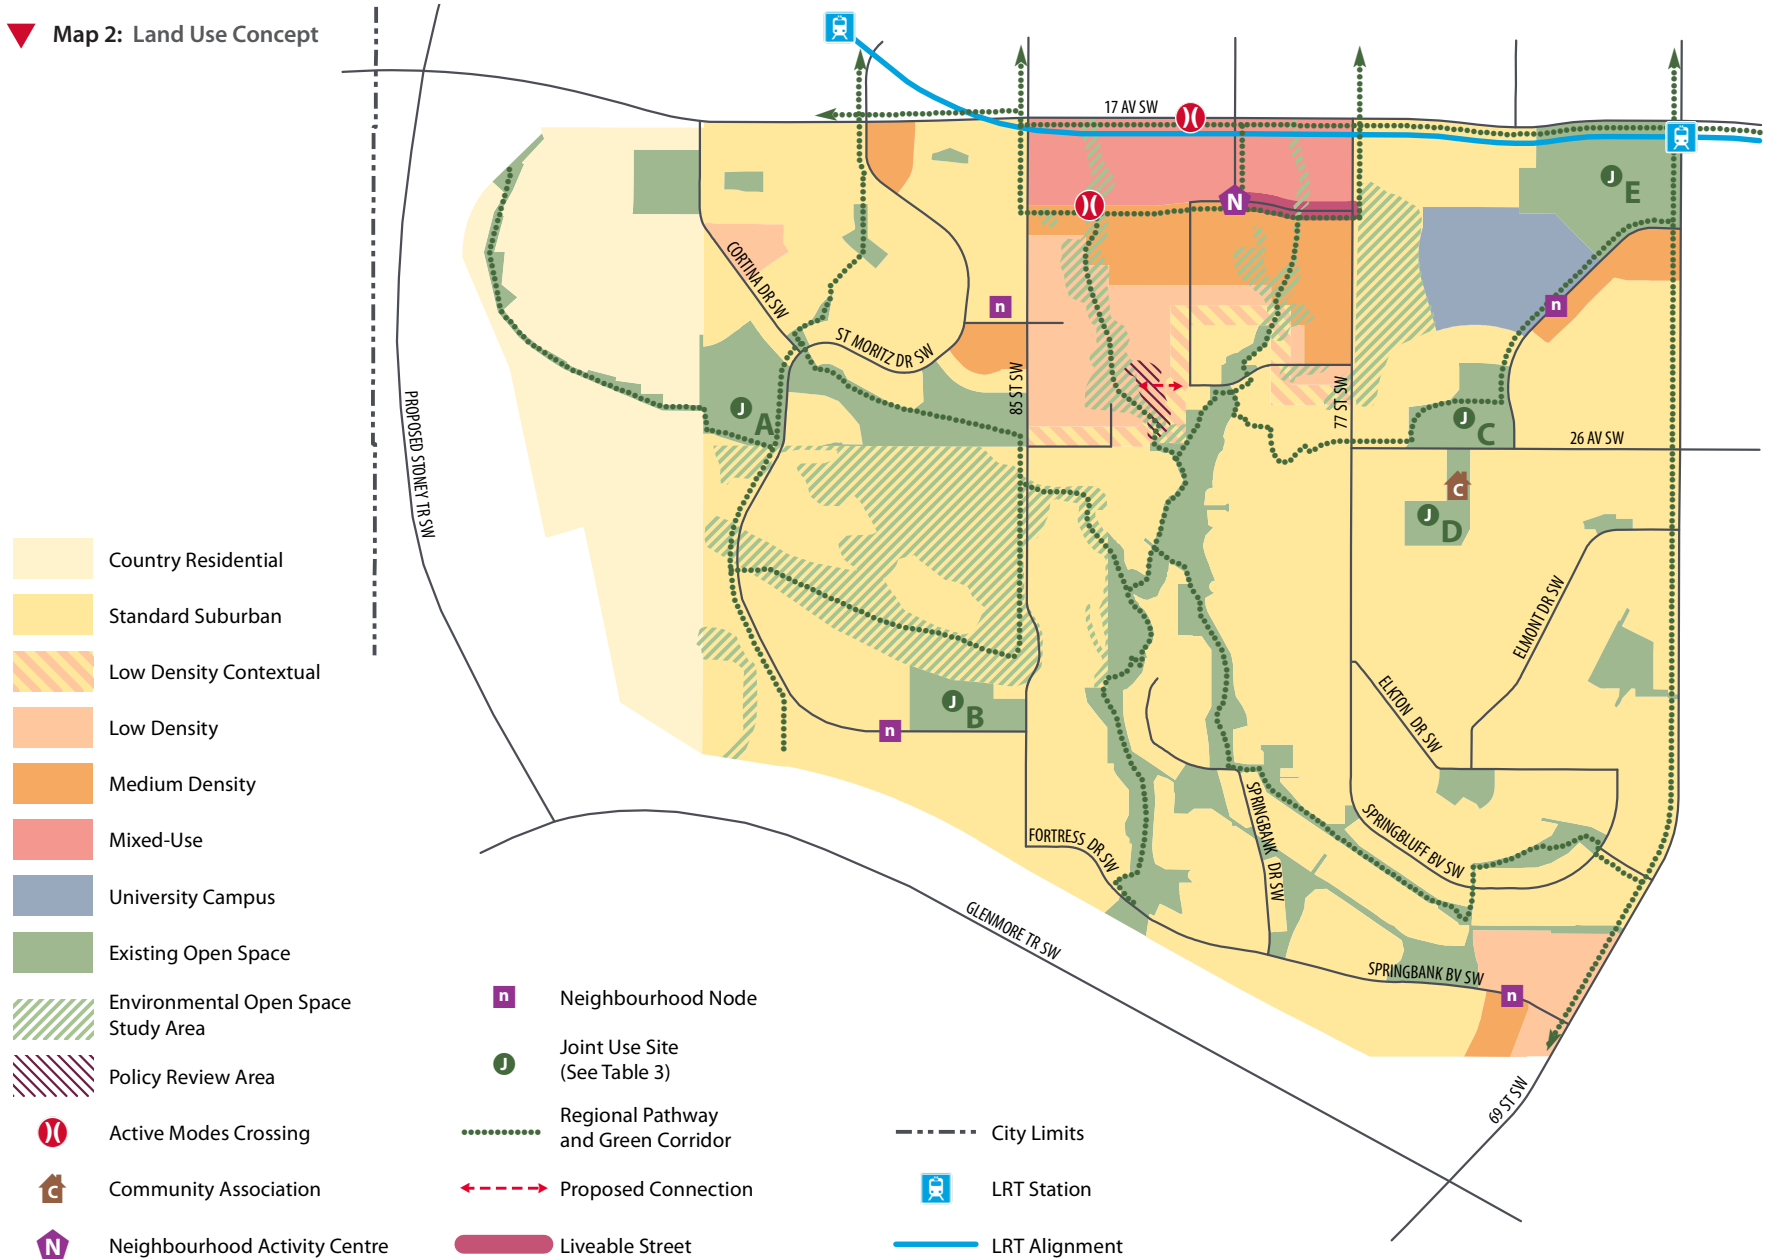 Map 2: Land Use Concept
17 AV SW
J E
N
CORTINA DR SW
n
n
ST MORITZ DR SW
85 ST SW
77 ST SW
J A
J C
26 AV SW
PROPOSED STONEY TR SW
C
J D
ELMONT DR SW
ELKTON DR SW
J B
n
SPRINGBANK DR SW
SPRINGBLUFF BV SW
FORTRESS DR SW
GLENMORE TR SW
SPRINGBANK BV SW
n
69 ST SW
Country Residential
Standard Suburban
Low Density Contextual
Low Density
Medium Density
Mixed-Use
University Campus
Existing Open Space
Environmental Open Space
Study Area
Policy Review Area
Active Modes Crossing
C Community Association
N Neighbourhood Activity Centre
n Neighbourhood Node
J Joint Use Site
(See Table 3)
Regional Pathway
and Green Corridor
Proposed Connection
Liveable Street
City Limits
LRT Station
LRT Alignment